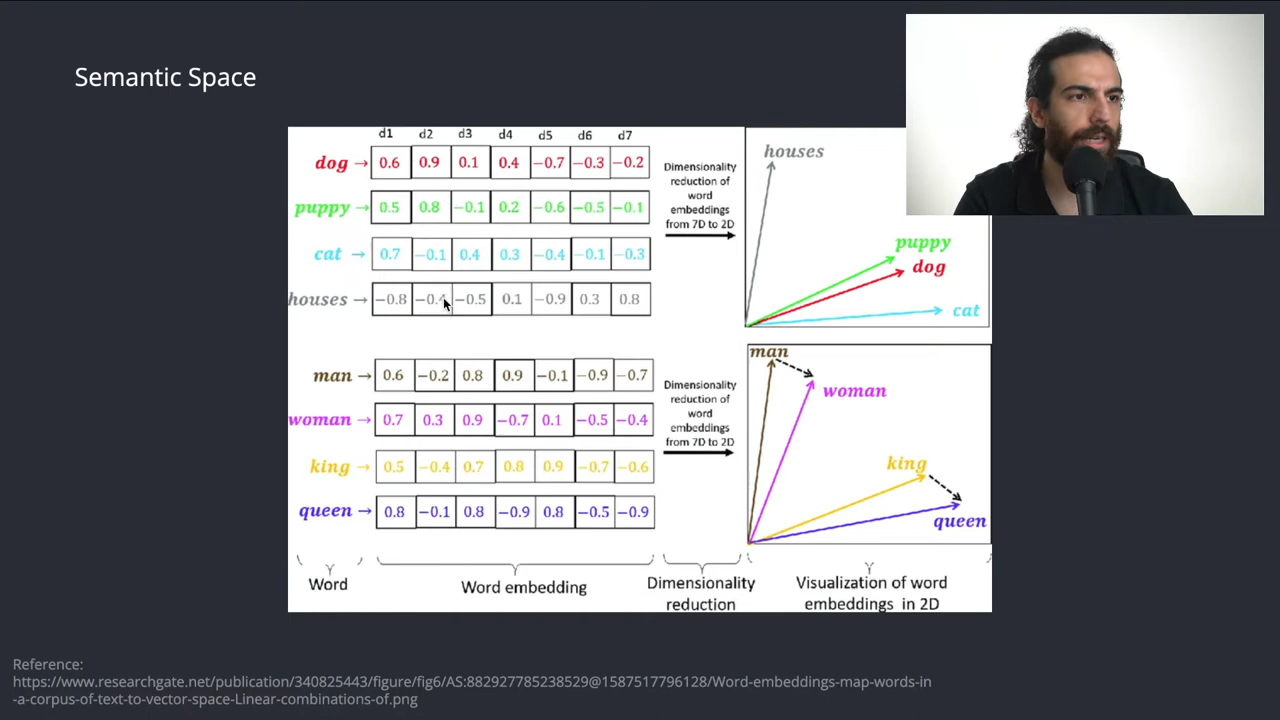 Semantic Space
d1 d2 d3 d4 d5 d6 d7
dog → 0.6 0.9 0.1 0.4 −0.7 −0.3 −0.2
puppy → 0.5 0.8 −0.1 0.2 −0.6 −0.5 −0.1
cat → 0.7 −0.1 0.4 0.3 −0.4 −0.1 −0.3
houses → −0.8 −0.4 −0.5 0.1 −0.9 0.3 0.8
Dimensionality
reduction of
word
embeddings
from 7D to 2D
houses
puppy
dog
cat
man → 0.6 −0.2 0.8 0.9 −0.1 −0.9 −0.7
woman → 0.7 0.3 0.9 −0.7 0.1 −0.5 −0.4
king → 0.5 −0.4 0.7 0.8 0.9 −0.7 −0.6
queen → 0.8 −0.1 0.8 −0.9 0.8 −0.5 −0.9
Dimensionality
reduction of
word
embeddings
from 7D to 2D
man
woman
king
queen
Word
Word embedding
Dimensionality
reduction
Visualization of word
embeddings in 2D
Reference:
https://www.researchgate.net/publication/340825443/figure/fig6/AS:882927785238529@1587517796128/Word-embeddings-map-words-in
-a-corpus-of-text-to-vector-space-Linear-combinations-of.png